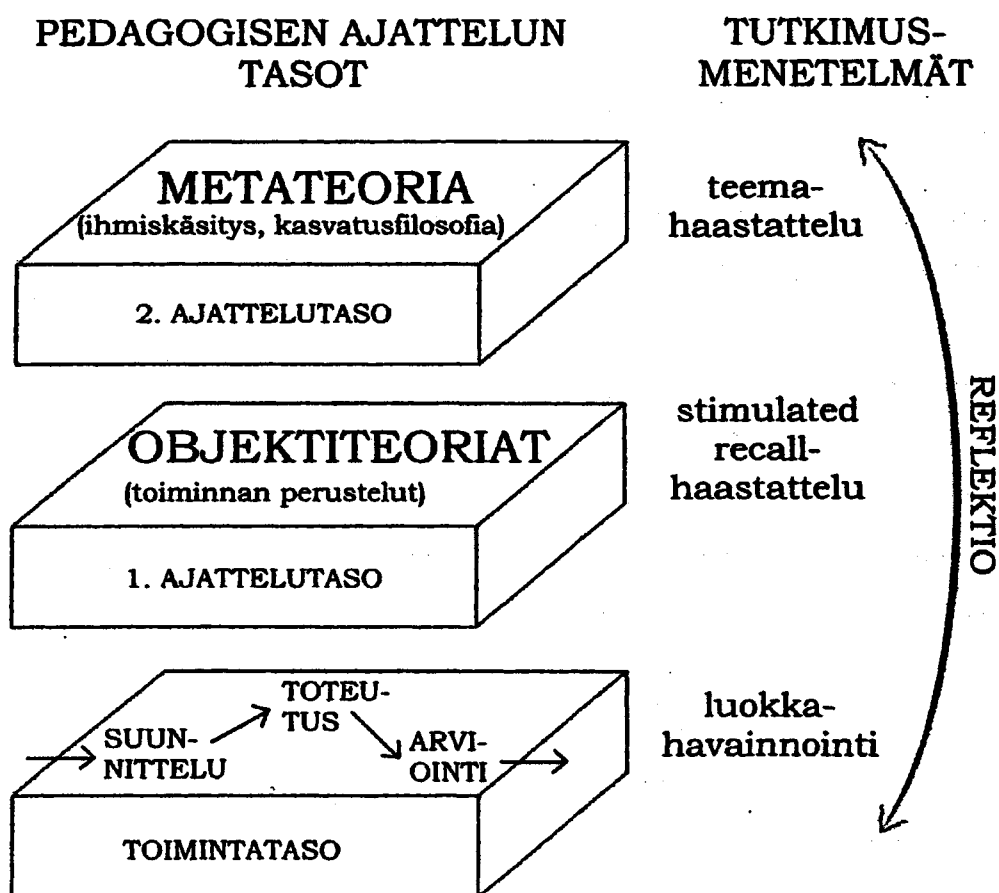 PEDAGOGISEN AJATTELUN
TASOT
TUTKIMUS-
MENETELMÄT
METATEORIA
(ihmiskäsitys, kasvatusfilosofia)
2. AJATTELUTASO
teema-
haastattelu
OBJEKTITEORIAT
(toiminnan perustelut)
1. AJATTELUTASO
stimulated
recall-
haastattelu
REFLEKTIO
SUUN-
NITTELU
TOTEU-
TUS
ARVI-
OINTI
TOIMINTATASO
luokka-
havainnointi